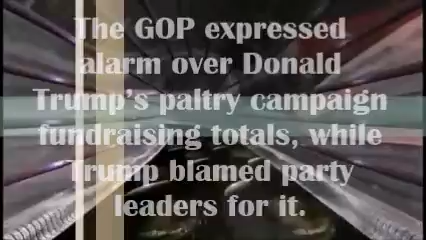 The GOP expressed
alarm over Donald
Trump's paltry campaign
fundraising totals, while
Trump blamed party
leaders for it.